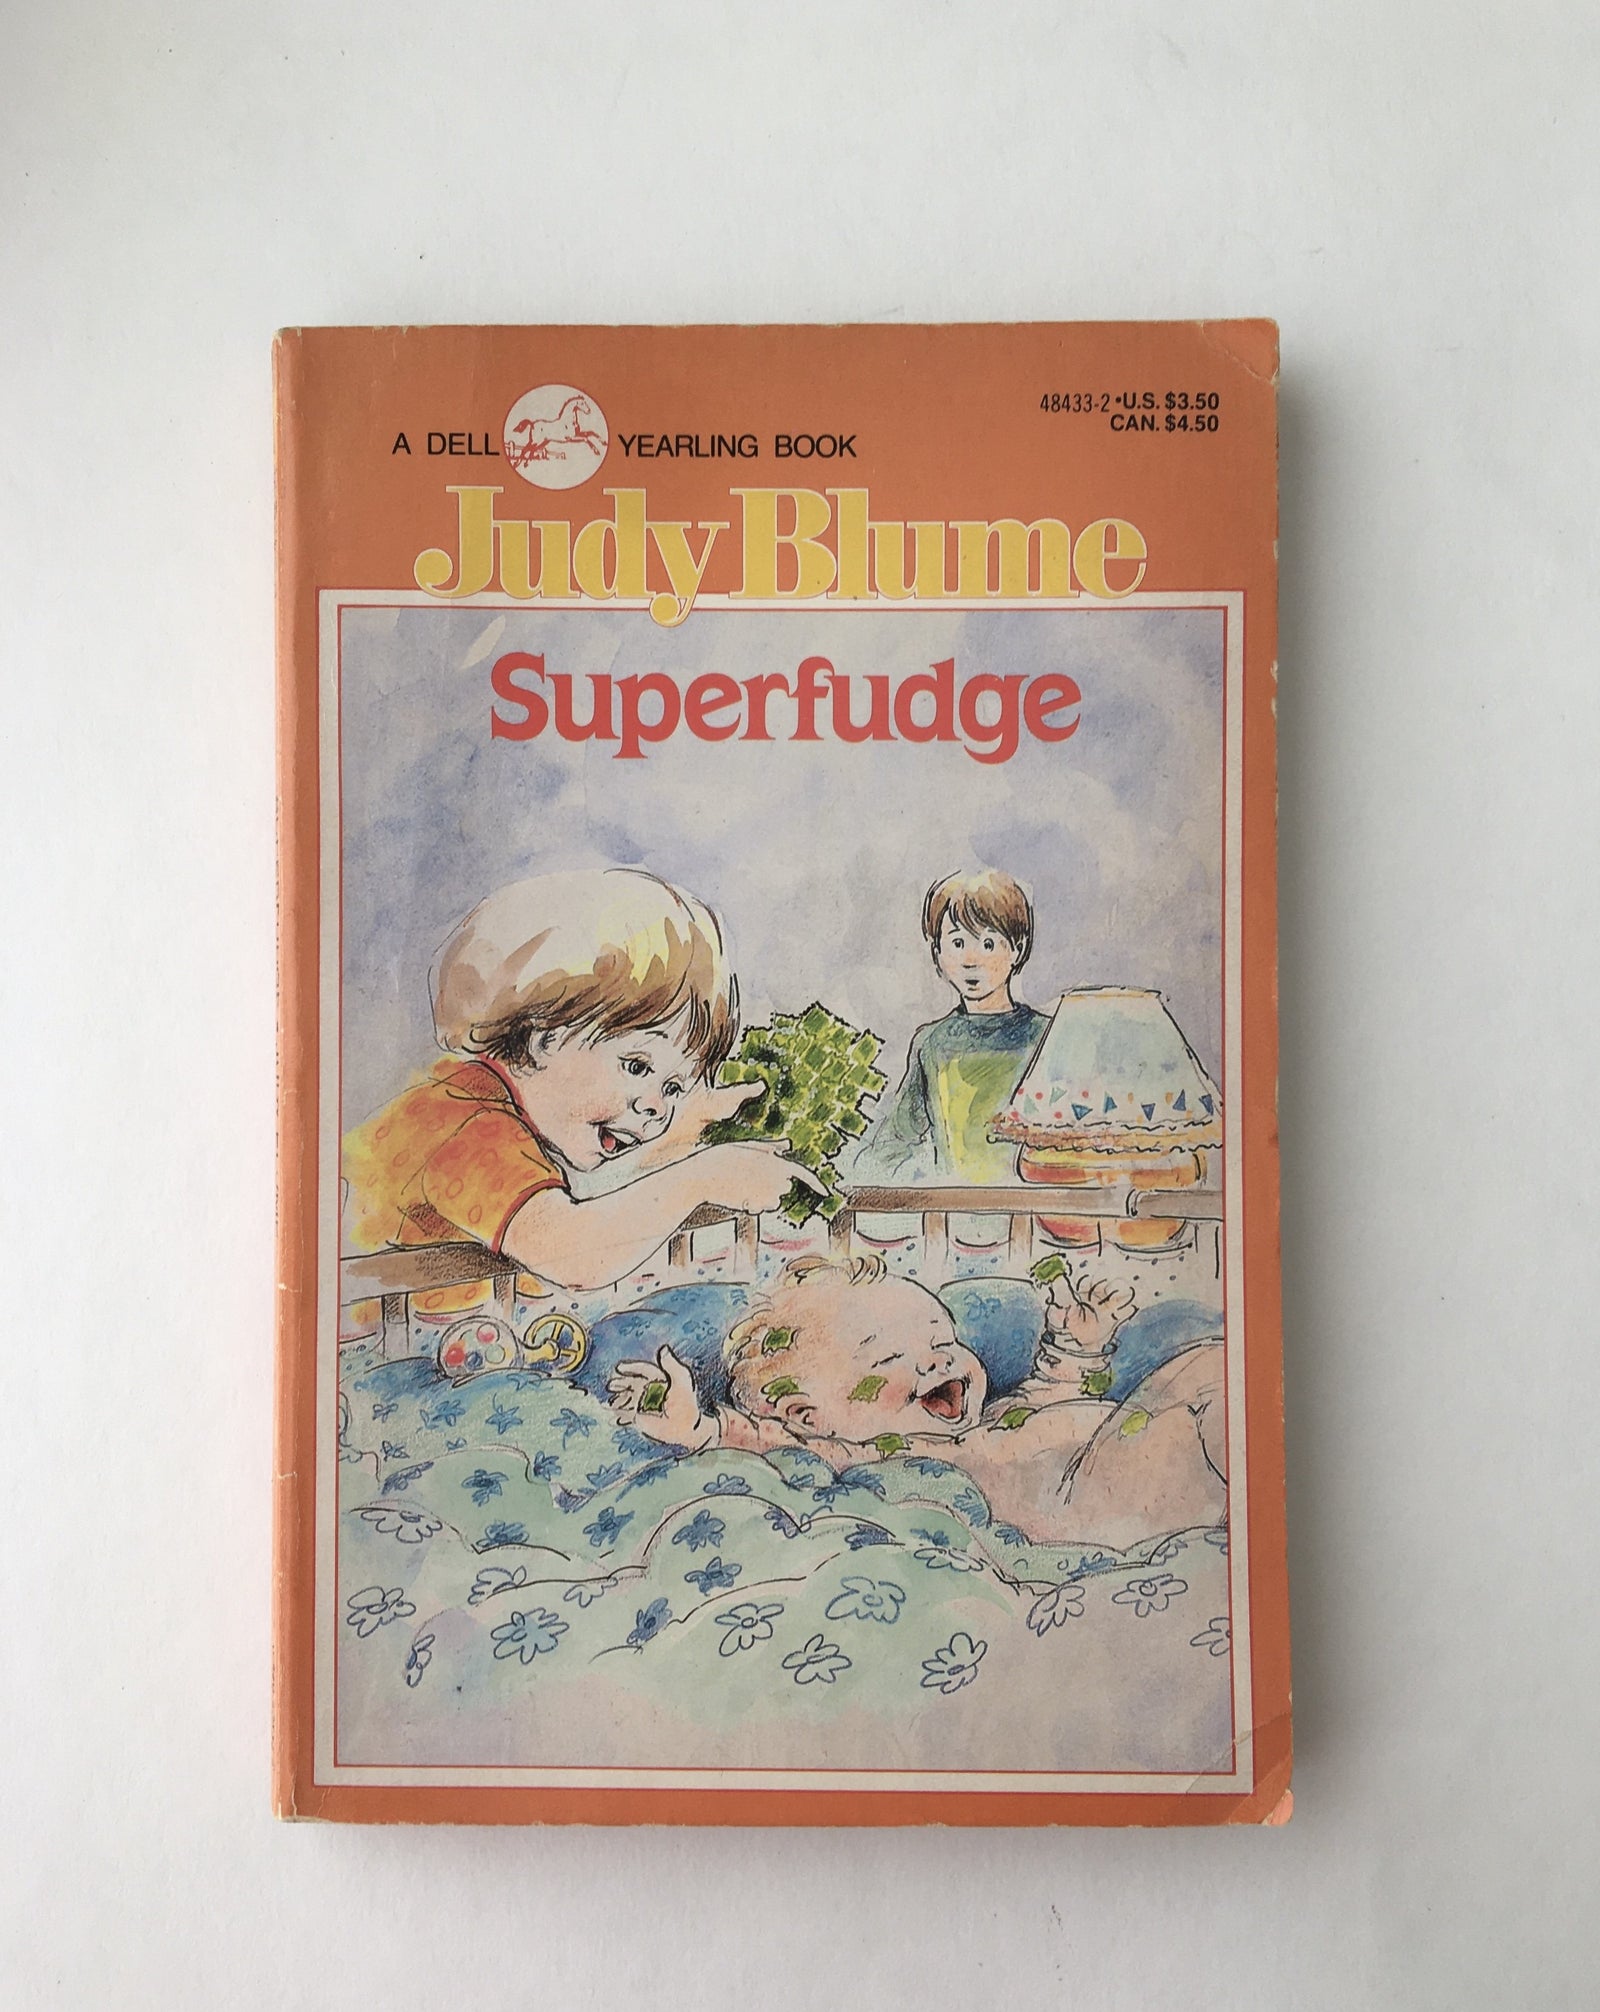 48433-2 • U.S. $3.50
CAN. $4.50
A DELL YEARLING BOOK
Judy Blume
Superfudge